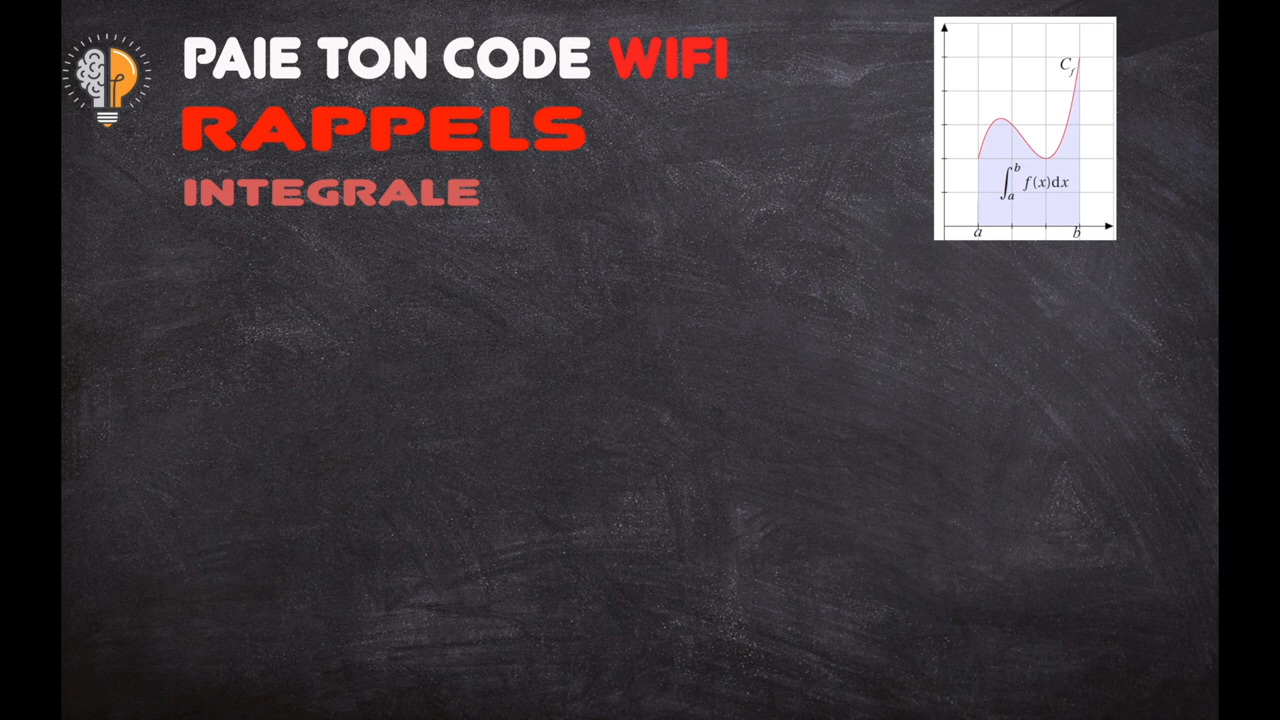 PAIE TON CODE WIFI
RAPPELS
INTEGRALE
C_f
∫_a^b f(x)dx
a b